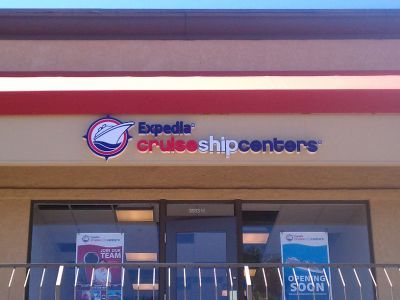 Expedia
cruiseshipcenters
JOIN OUR
TEAM
OPENING
SOON